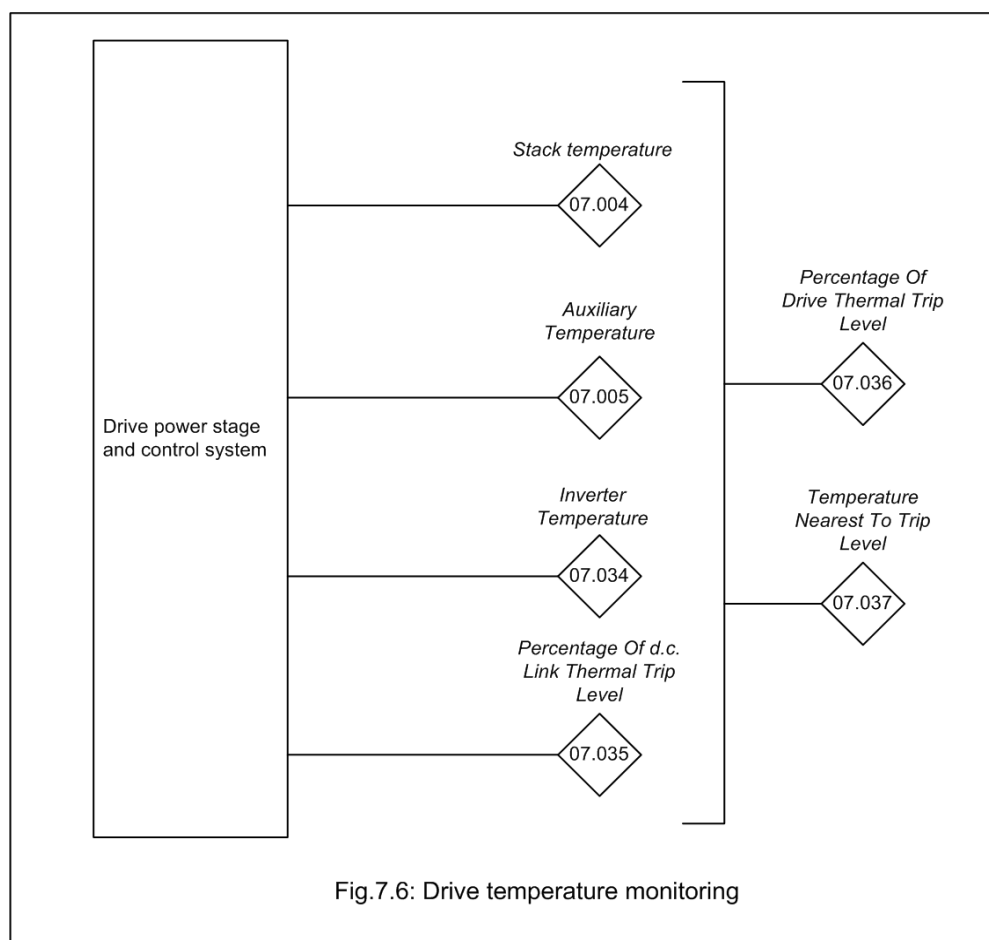 Stack temperature
07.004
Auxiliary
Temperature
07.005
Drive power stage
and control system
Inverter
Temperature
07.034
Percentage Of d.c.
Link Thermal Trip
Level
07.035
Percentage Of
Drive Thermal Trip
Level
07.036
Temperature
Nearest To Trip
Level
07.037
Fig.7.6: Drive temperature monitoring